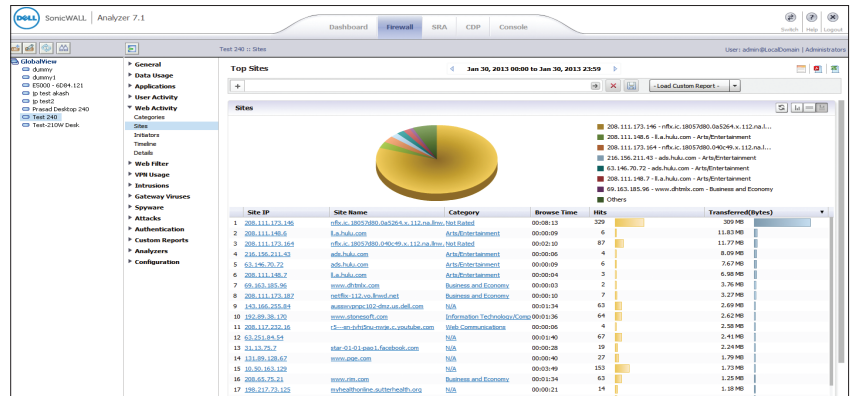 DELL SonicWALL | Analyzer 7.1
Dashboard Firewall SRA CDP Console
Switch | Help | Logout
Test 240 :: Sites User: admin@LocalDomain | Administrators
GlobalView
dummy
dummy1
ES000 - 6D84.121
jp test akash
jp test2
Prasad Desktop 240
Test 240
Test-210W Desk
General
Data Usage
Applications
User Activity
Web Activity
Categories
Sites
Initiators
Timeline
Details
Web Filter
VPN Usage
Intrusions
Gateway Viruses
Spyware
Attacks
Authentication
Custom Reports
Analyzers
Configuration
Top Sites Jan 30, 2013 00:00 to Jan 30, 2013 23:59
+ - Load Custom Report -
Sites
208.111.173.146 - nflx.ic.18057d80.0a5264.x.112.na.l...
208.111.148.6 - ll.a.hulu.com - Arts/Entertainment
208.111.173.164 - nflx.ic.18057d80.040c49.x.112.na.l...
216.156.211.43 - ads.hulu.com - Arts/Entertainment
63.146.70.72 - ads.hulu.com - Arts/Entertainment
208.111.148.7 - ll.a.hulu.com - Arts/Entertainment
69.163.185.96 - www.dhtmlx.com - Business and Economy
Others
Site IP Site Name Category Browse Time Hits Transferred(Bytes)
1 208.111.173.146 nflx.ic.18057d80.0a5264.x.112.na.llnw. Not Rated 00:08:13 329 309 MB
2 208.111.148.6 ll.a.hulu.com Arts/Entertainment 00:00:09 6 11.83 MB
3 208.111.173.164 nflx.ic.18057d80.040c49.x.112.na.llnw. Not Rated 00:02:10 87 11.77 MB
4 216.156.211.43 ads.hulu.com Arts/Entertainment 00:00:06 4 8.09 MB
5 63.146.70.72 ads.hulu.com Arts/Entertainment 00:00:09 6 7.67 MB
6 208.111.148.7 ll.a.hulu.com Arts/Entertainment 00:00:04 3 6.98 MB
7 69.163.185.96 www.dhtmlx.com Business and Economy 00:00:03 2 3.76 MB
8 208.111.173.187 netflix-112.vo.llnwd.net Business and Economy 00:00:10 7 3.27 MB
9 143.166.255.84 ausswvpnpc102-dmz.us.dell.com N/A 00:01:34 63 2.69 MB
10 192.89.38.170 www.stonesoft.com Information Technology/Comp 00:01:36 64 2.62 MB
11 208.117.232.16 Web Communications 00:00:06 4 2.58 MB
12 63.251.84.54 N/A 00:01:40 67 2.41 MB
13 31.13.75.7 star-01-01-pao1.facebook.com N/A 00:00:28 19 2.24 MB
14 131.89.128.67 www.pge.com N/A 00:00:40 27 1.79 MB
15 10.50.163.129 N/A 00:03:49 153 1.73 MB
16 208.65.75.21 www.rim.com Business and Economy 00:01:34 63 1.25 MB
17 198.217.73.125 myhealthonline.sutterhealth.org N/A 00:00:21 14 1.18 MB